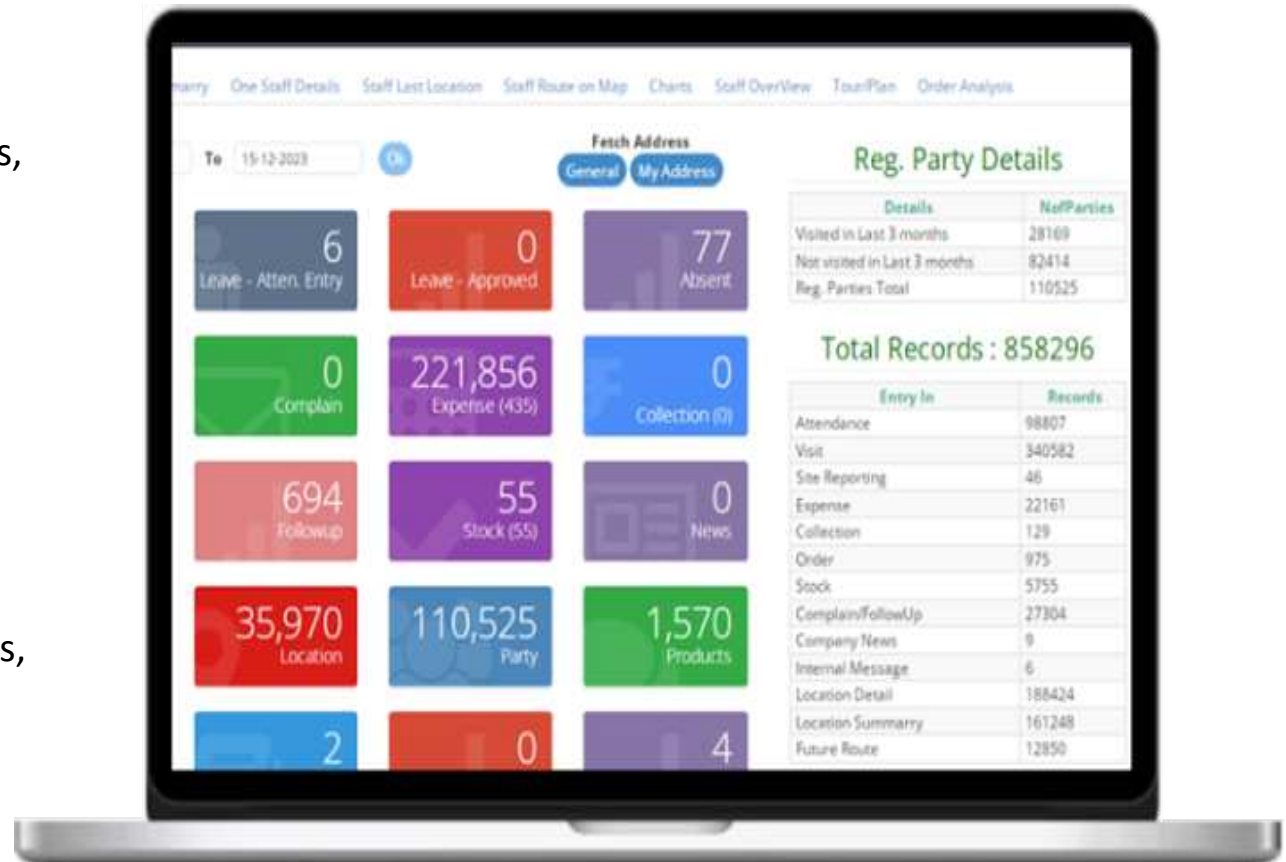 marry One Staff Details Staff Last Location Staff Route on Map Charts Staff OverView Tour/Plan Order Analysis
s,
To 15-12-2023 Ok
Fetch Address
General My Address
6
Leave - Atten. Entry
0
Leave - Approved
77
Absent
0
Complain
221,856
Expense (435)
0
Collection (0)
694
Followup
55
Stock (55)
0
News
35,970
Location
110,525
Party
1,570
Products
2
0
4
s,
Reg. Party Details
Details NofParties
Visited in Last 3 months 28169
Not visited in Last 3 months 82414
Reg. Parties Total 110525
Total Records : 858296
Entry In Records
Attendance 98807
Visit 340582
Site Reporting 46
Expense 22161
Collection 129
Order 975
Stock 5755
Complain/FollowUp 27304
Company News 9
Internal Message 6
Location Detail 188424
Location Summarry 161248
Future Route 12850